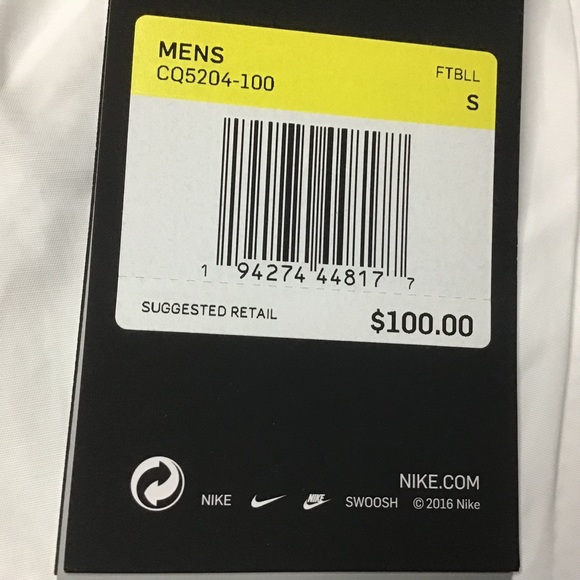 MENS
CQ5204-100
FTBLL
S
1 94274 44817 7
SUGGESTED RETAIL
$100.00
NIKE.COM
NIKE NIKE SWOOSH © 2016 Nike